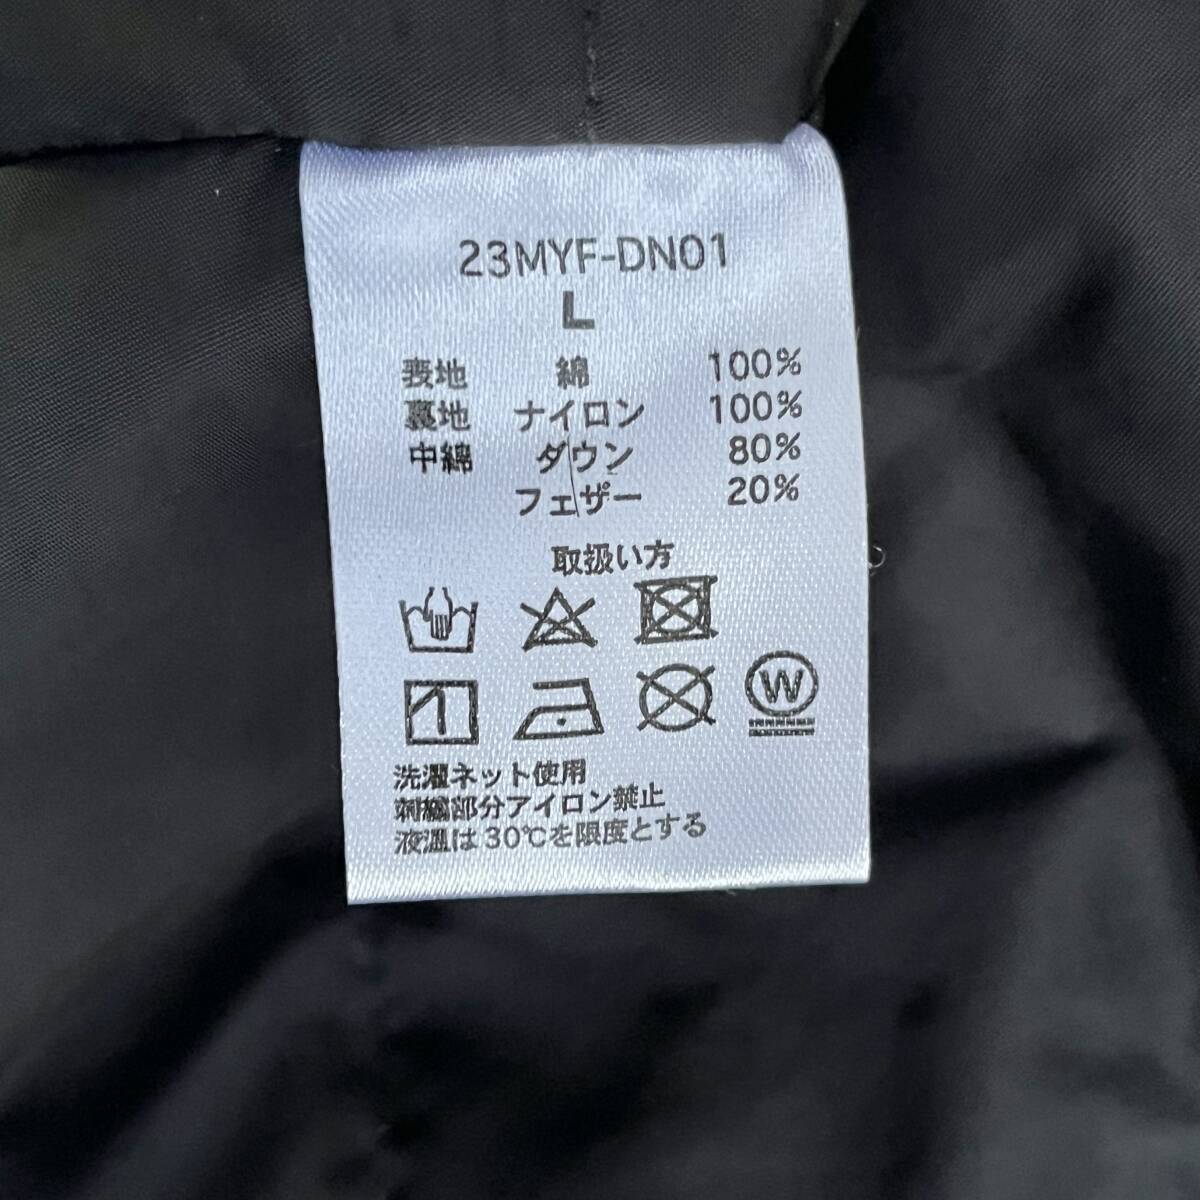 23MYF-DN01
L
表地 綿 100%
裏地 ナイロン 100%
中綿 ダウン 80%
フェザー 20%
取扱い方
W
洗濯ネット使用
刺繍部分アイロン禁止
液温は30℃を限度とする